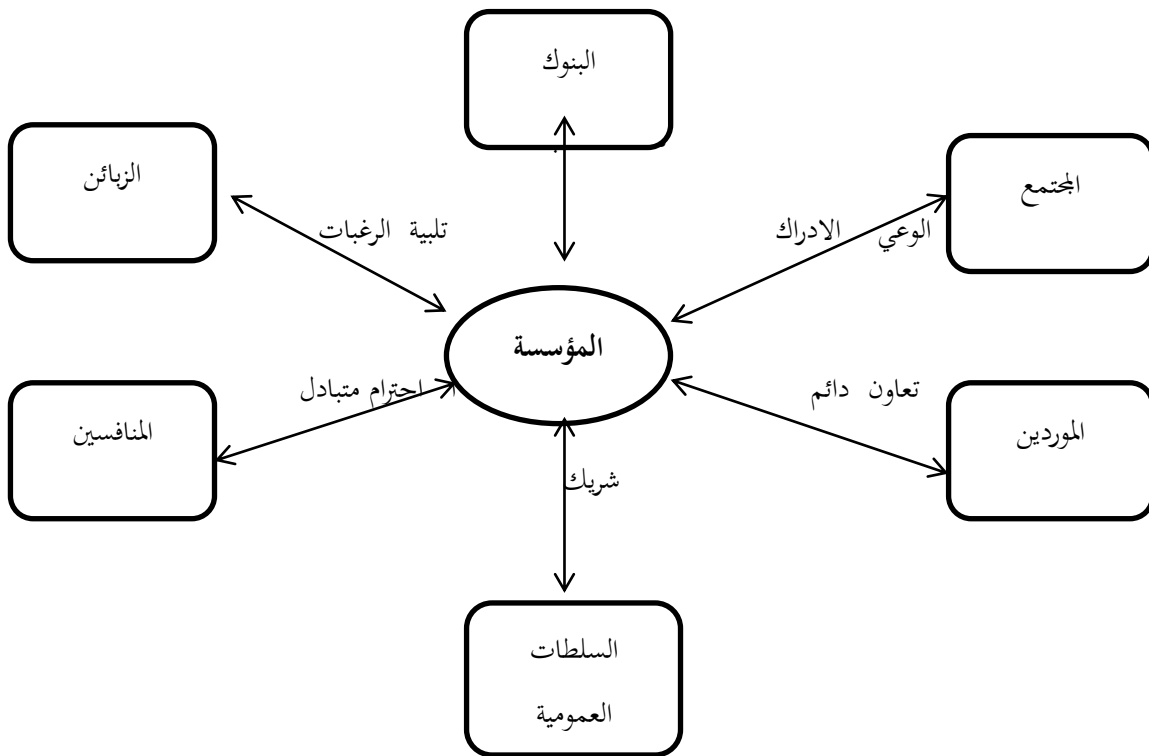 البنوك
المجتمع
الزبائن
الوعي الادراك
تلبية الرغبات
المؤسسة
تعاون دائم
احترام متبادل
الموردين
المنافسين
شريك
السلطات
العمومية